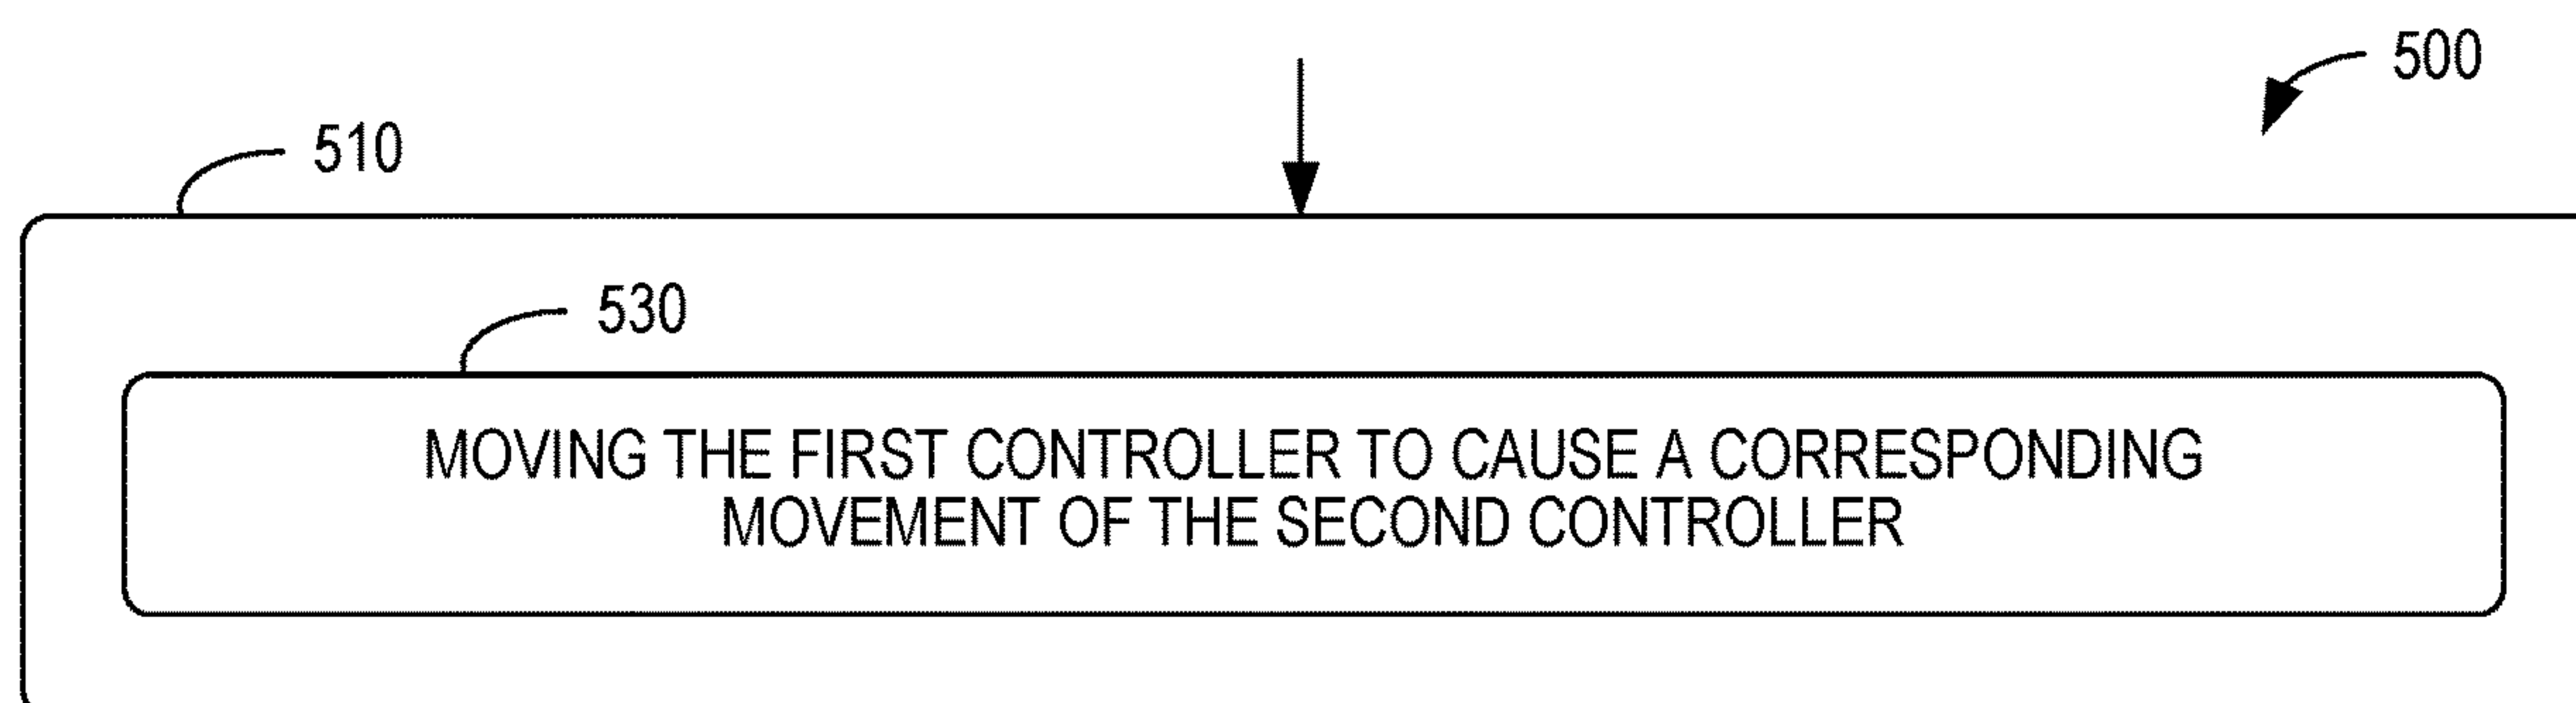 500
510
530
MOVING THE FIRST CONTROLLER TO CAUSE A CORRESPONDING
MOVEMENT OF THE SECOND CONTROLLER